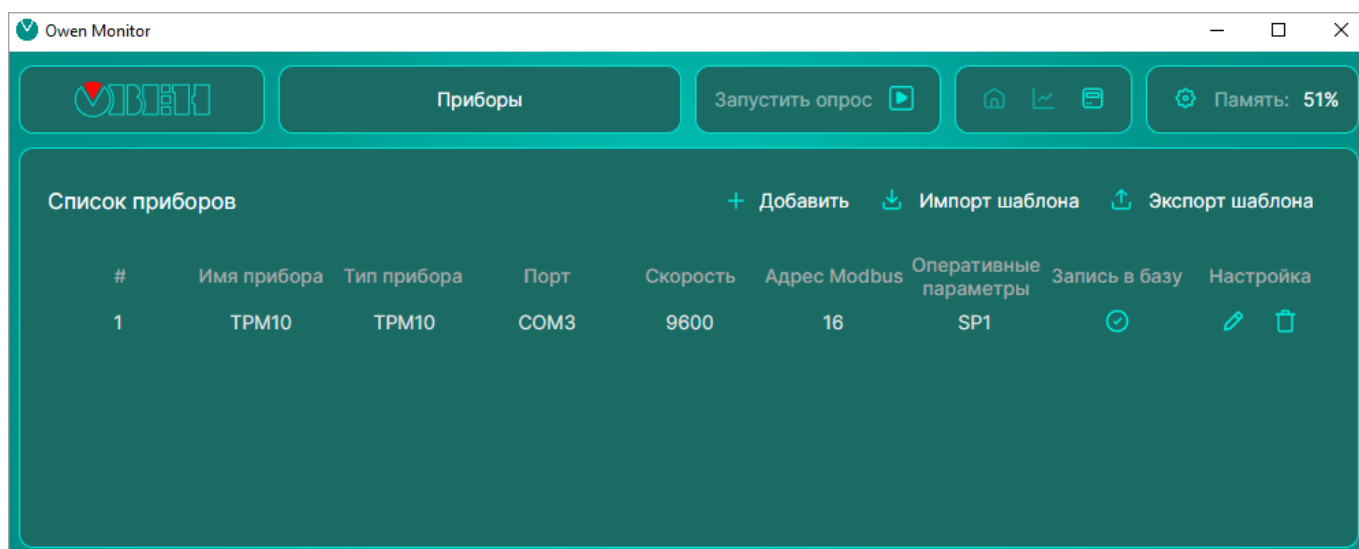 Owen Monitor
ОВЕН
Приборы
Запустить опрос
Память: 51%
Список приборов
Добавить
Импорт шаблона
Экспорт шаблона
# Имя прибора Тип прибора Порт Скорость Адрес Modbus Оперативные параметры Запись в базу Настройка
1 ТРМ10 ТРМ10 COM3 9600 16 SP1